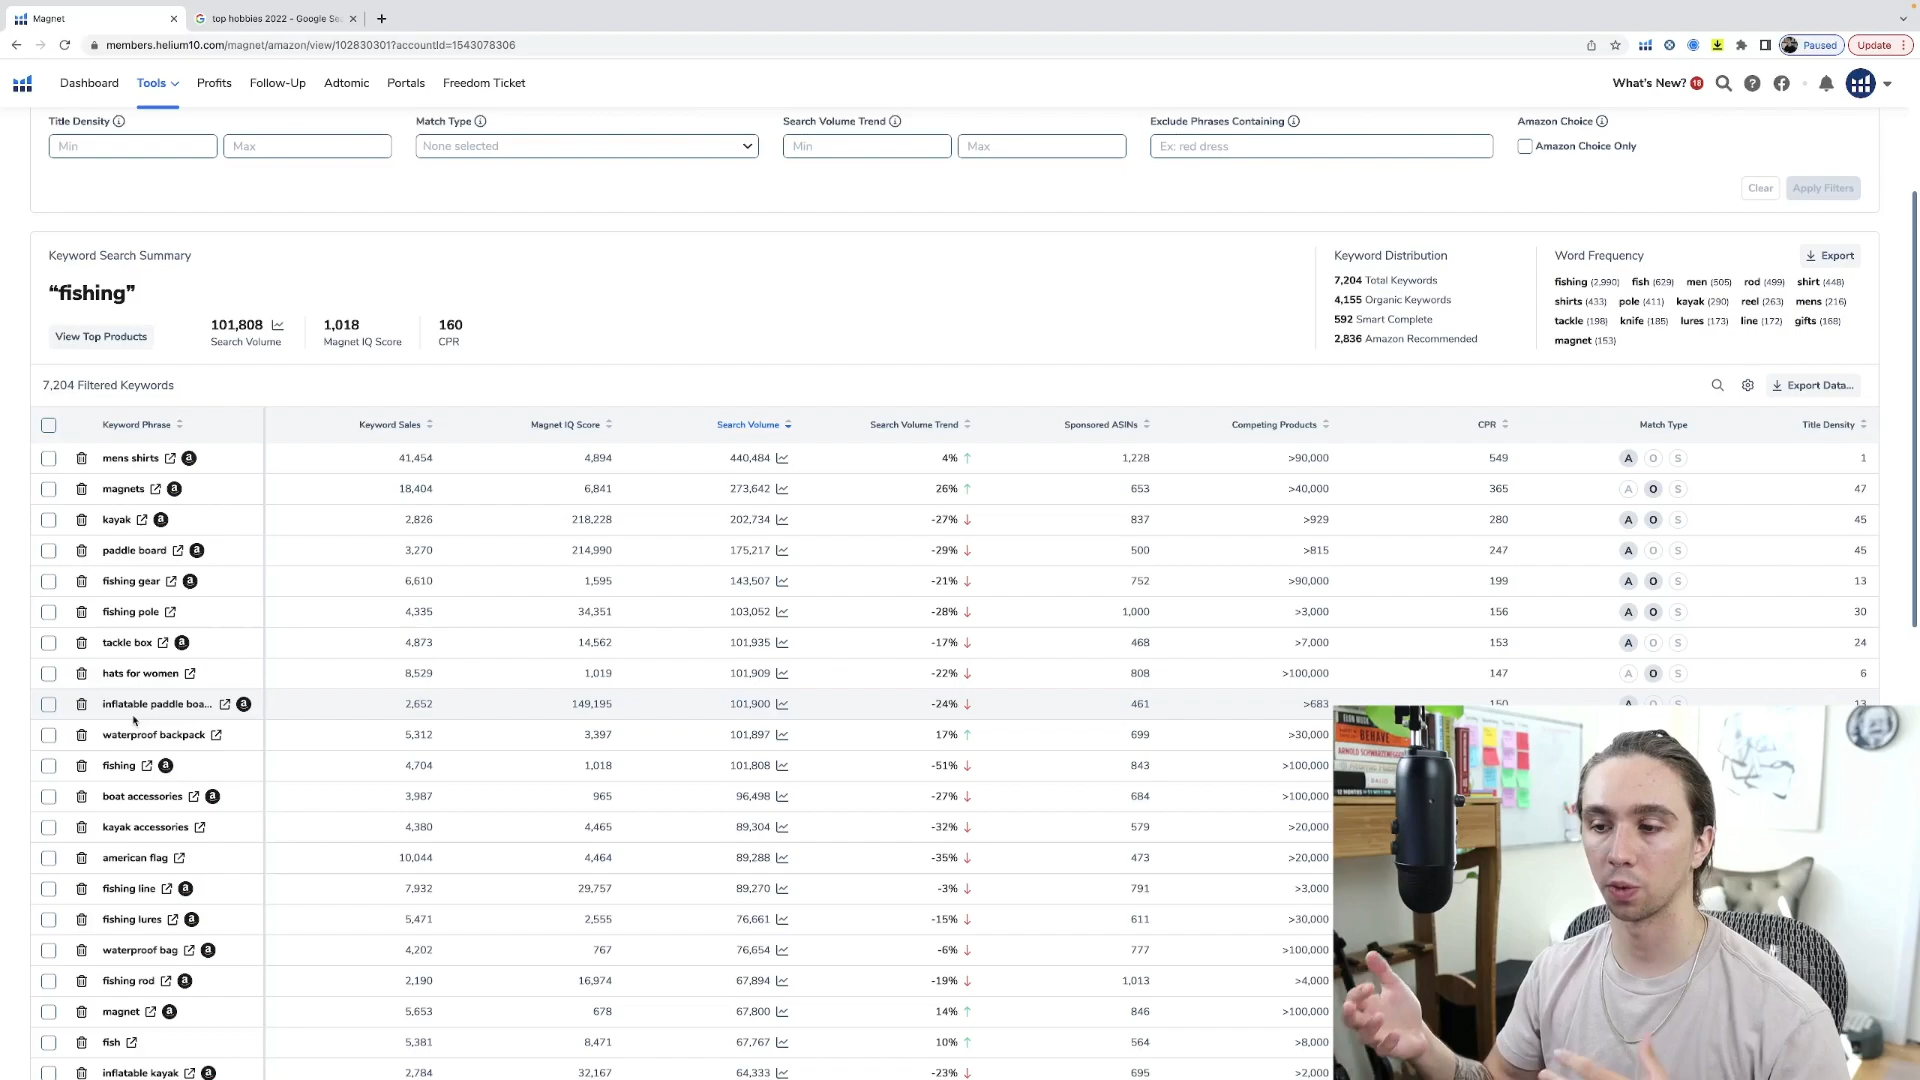 Magnet
top hobbies 2022 - Google Se
members.helium10.com/magnet/amazon/view/102830301?accountId=1543078306
Paused
Update
Dashboard Tools Profits Follow-Up Adtomic Portals Freedom Ticket
What's New? 18
Title Density Match Type Search Volume Trend Exclude Phrases Containing Amazon Choice
Min Max None selected Min Max Ex: red dress Amazon Choice Only
Clear Apply Filters
Keyword Search Summary
“fishing”
View Top Products
101,808 1,018 160
Search Volume Magnet IQ Score CPR
Keyword Distribution
7,204 Total Keywords
4,155 Organic Keywords
592 Smart Complete
2,836 Amazon Recommended
Word Frequency Export
fishing (2,990) fish (629) men (505) rod (499) shirt (448)
shirts (433) pole (411) kayak (290) reel (263) mens (216)
tackle (198) knife (185) lures (173) line (172) gifts (168)
magnet (153)
7,204 Filtered Keywords Export Data...
Keyword Phrase Keyword Sales Magnet IQ Score Search Volume Search Volume Trend Sponsored ASINs Competing Products CPR Match Type Title Density
mens shirts a 41,454 4,894 440,484 4% 1,228 >90,000 549 A O S 1
magnets a 18,404 6,841 273,642 26% 653 >40,000 365 A O S 47
kayak a 2,826 218,228 202,734 -27% 837 >929 280 A O S 45
paddle board a 3,270 214,990 175,217 -29% 500 >815 247 A O S 45
fishing gear a 6,610 1,595 143,507 -21% 752 >90,000 199 A O S 13
fishing pole 4,335 34,351 103,052 -28% 1,000 >3,000 156 A O S 30
tackle box a 4,873 14,562 101,935 -17% 468 >7,000 153 A O S 24
hats for women 8,529 1,019 101,909 -22% 808 >100,000 147 A O S 6
inflatable paddle boa... a 2,652 149,195 101,900 -24% 461 >683 150 A O S 13
waterproof backpack 5,312 3,397 101,897 17% 699 >30,000
fishing a 4,704 1,018 101,808 -51% 843 >100,000
boat accessories a 3,987 965 96,498 -27% 684 >100,000
kayak accessories 4,380 4,465 89,304 -32% 579 >20,000
american flag 10,044 4,464 89,288 -35% 473 >20,000
fishing line a 7,932 29,757 89,270 -3% 791 >3,000
fishing lures a 5,471 2,555 76,661 -15% 611 >30,000
waterproof bag a 4,202 767 76,654 -6% 777 >100,000
fishing rod a 2,190 16,974 67,894 -19% 1,013 >4,000
magnet a 5,653 678 67,800 14% 846 >100,000
fish 5,381 8,471 67,767 10% 564 >8,000
inflatable kayak a 2,784 32,167 64,333 -23% 695 >2,000
ELON MUSK
BEHAVE
ARNOLD SCHWARZENEGGER